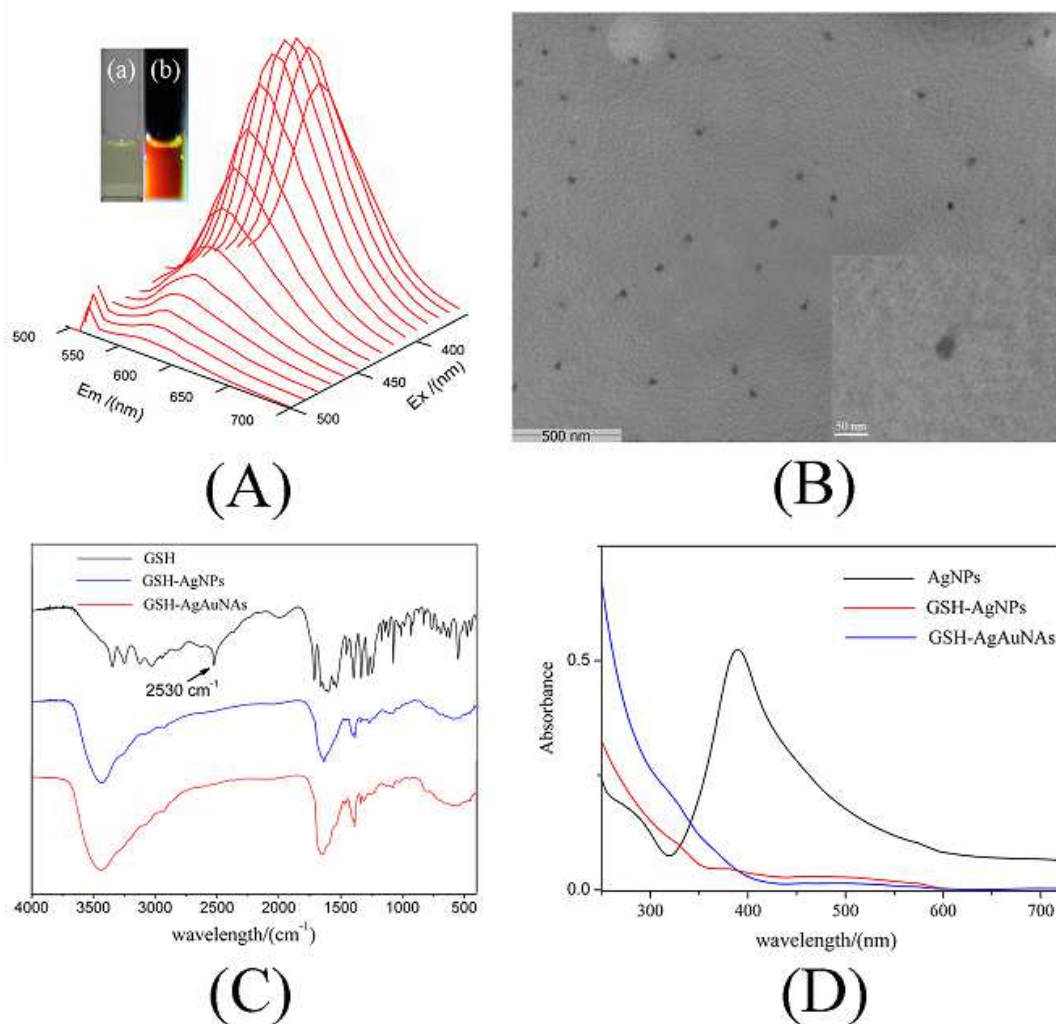 (a) (b)
500
550
600
650
700
Em /(nm)
500
450
400
Ex /(nm)
(A)
500 nm
50 nm
(B)
GSH
GSH-AgNPs
GSH-AgAuNAs
2530 cm⁻¹
4000 3500 3000 2500 2000 1500 1000 500
wavelength/(cm⁻¹)
(C)
AgNPs
GSH-AgNPs
GSH-AgAuNAs
0.5
0.0
Absorbance
300 400 500 600 700
wavelength/(nm)
(D)